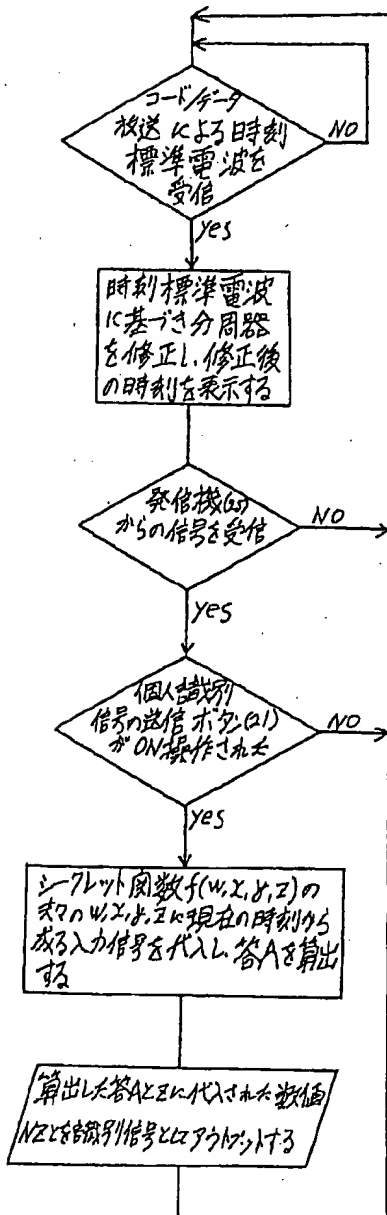 コード/データ
放送による時刻
標準電波を
受信
NO
yes
時刻標準電波
に基づき分周器
を修正し、修正後
の時刻を表示する
発信機(25)
からの信号を受信
NO
yes
個人識別
信号の送信ボタン(21)
がON操作された
NO
yes
シークレット関数f(w,x,y,z)の
夫々のw,x,y,zに現在の時刻から
成る入力信号を代入し、答Aを算出
する
算出した答AとZに代入された数値
NZとを識別信号としてアウトプットする